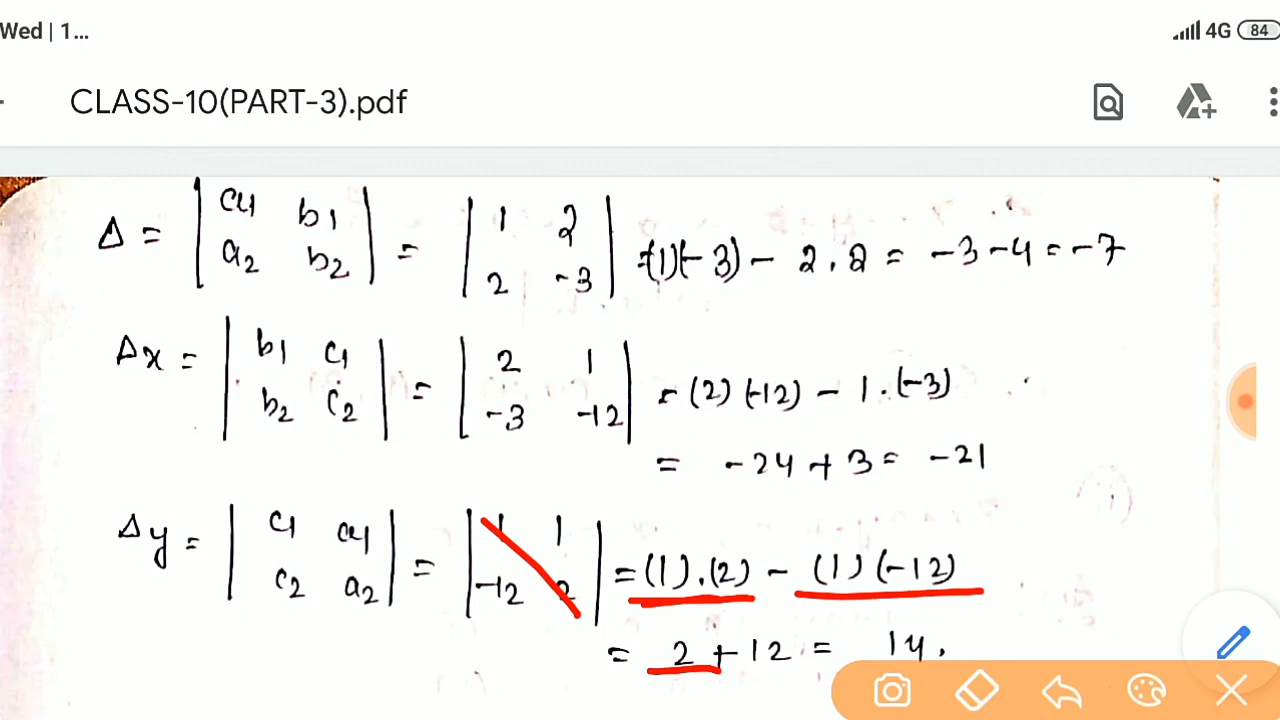 Wed | 1...
4G 84
CLASS-10(PART-3).pdf
Δ = | a1 b1 a2 b2 | = | 1 2 2 -3 | = (1)(-3) - 2.2 = -3-4 = -7
Δx = | b1 c1 b2 c2 | = | 2 1 -3 -12 | = (2)(-12) - 1.(-3)
= -24 + 3 = -21
Δy = | c1 a1 c2 a2 | = | 1 1 -12 2 | = (1).(2) - (1)(-12)
= 2 + 12 = 14.